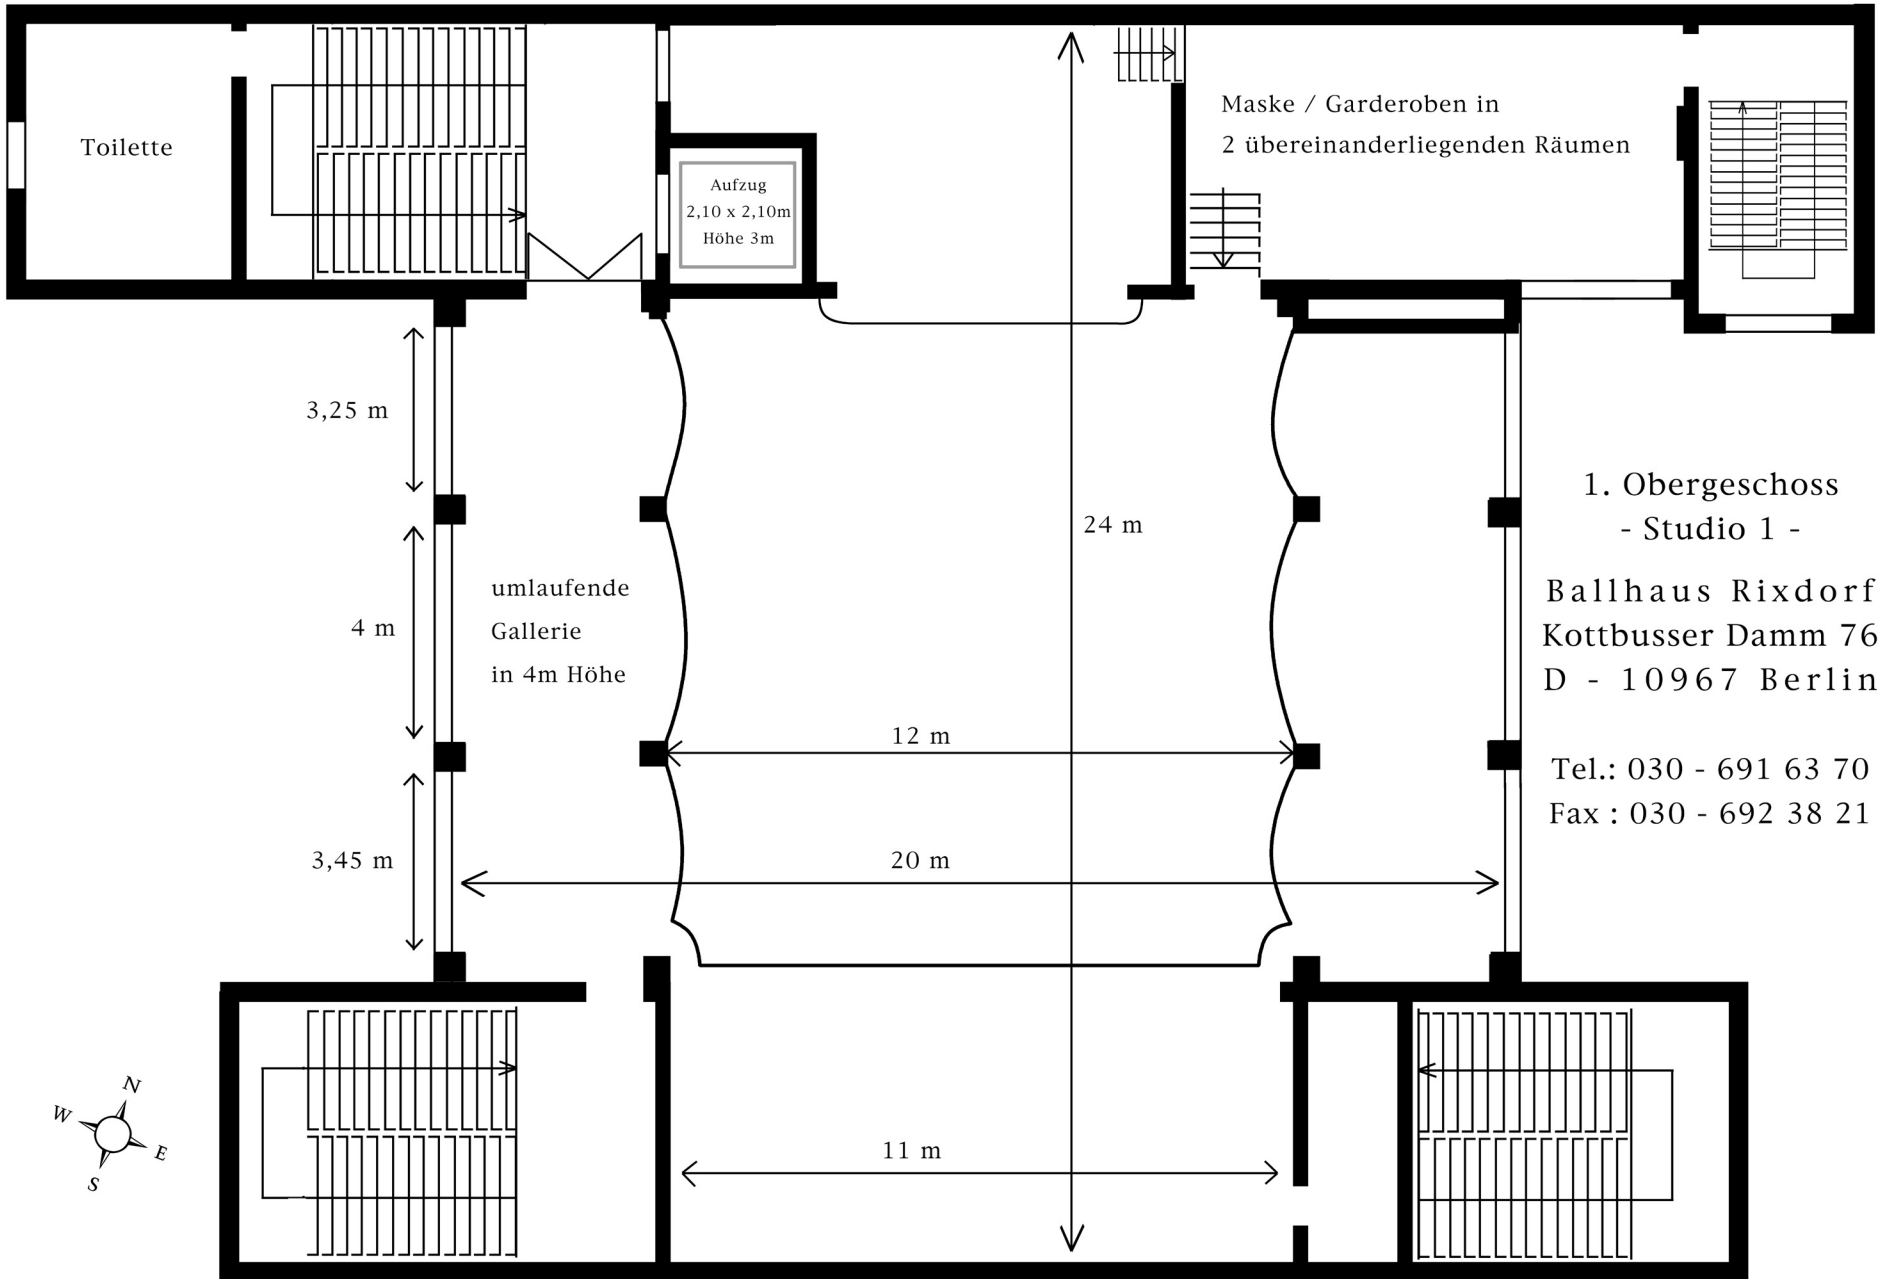 Toilette
Aufzug
2,10 x 2,10m
Höhe 3m
Maske / Garderoben in
2 übereinanderliegenden Räumen
3,25 m
4 m
3,45 m
umlaufende
Gallerie
in 4m Höhe
24 m
12 m
20 m
11 m
1. Obergeschoss
- Studio 1 -
Ballhaus Rixdorf
Kottbusser Damm 76
D - 10967 Berlin
Tel.: 030 - 691 63 70
Fax : 030 - 692 38 21
N
W
E
S